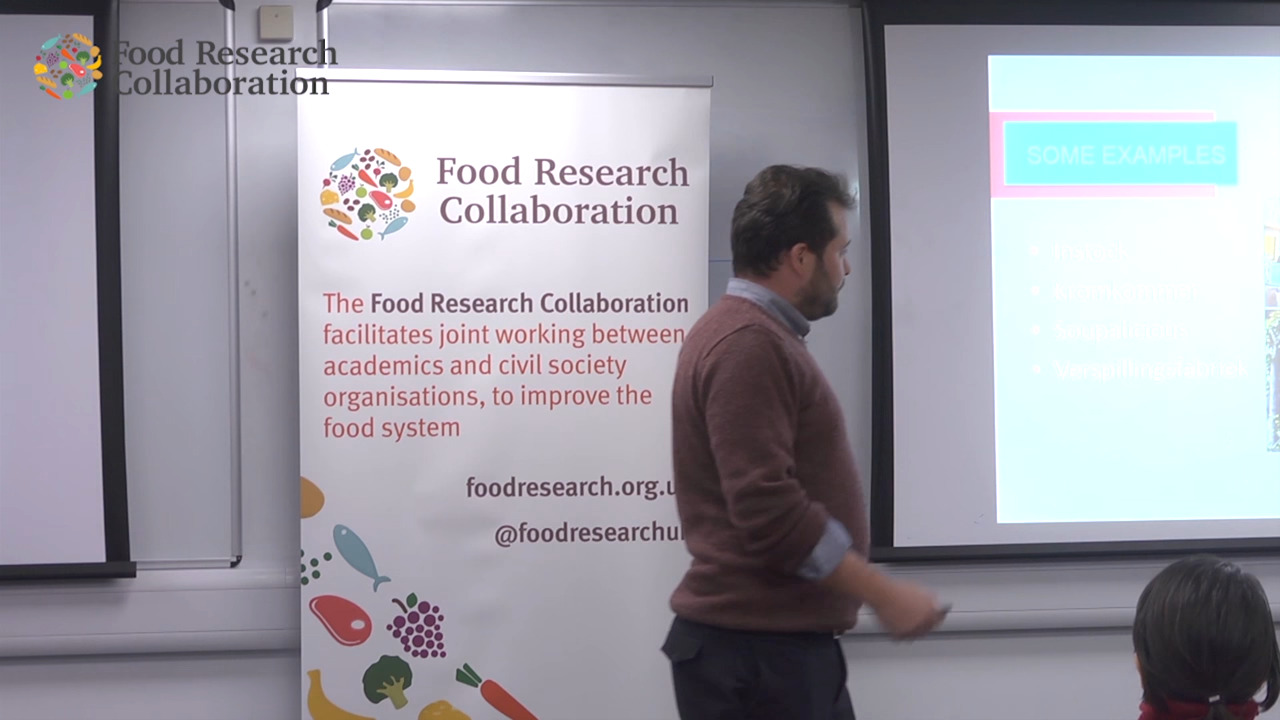 Food Research
Collaboration
Food Research
Collaboration
The Food Research Collaboration
facilitates joint working between
academics and civil society
organisations, to improve the
food system
foodresearch.org.u
@foodresearchu
SOME EXAMPLES
Verspillingsfabriek